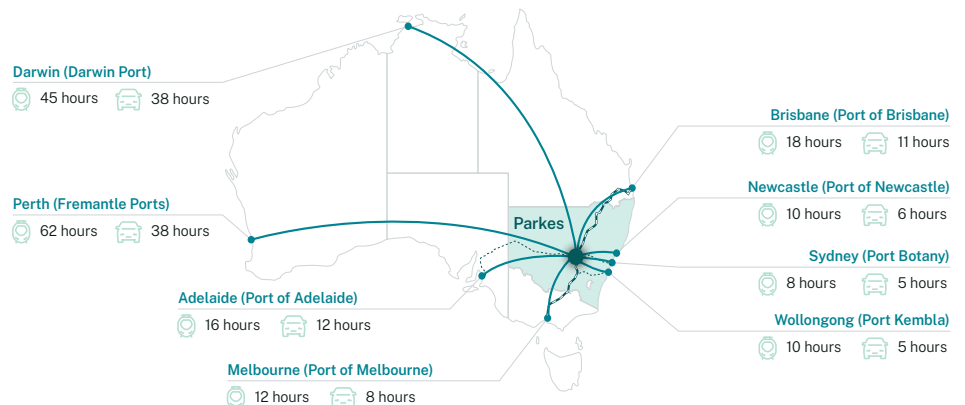 Darwin (Darwin Port)
45 hours 38 hours
Perth (Fremantle Ports)
62 hours 38 hours
Adelaide (Port of Adelaide)
16 hours 12 hours
Melbourne (Port of Melbourne)
12 hours 8 hours
Parkes
Brisbane (Port of Brisbane)
18 hours 11 hours
Newcastle (Port of Newcastle)
10 hours 6 hours
Sydney (Port Botany)
8 hours 5 hours
Wollongong (Port Kembla)
10 hours 5 hours